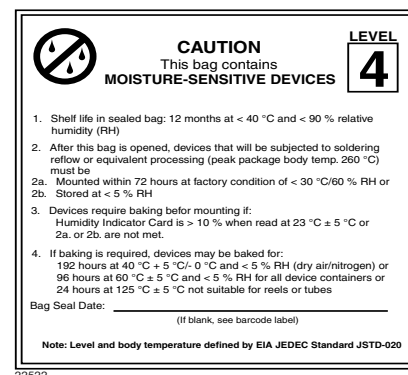 LEVEL
4
CAUTION
This bag contains
MOISTURE-SENSITIVE DEVICES
1. Shelf life in sealed bag: 12 months at < 40 °C and < 90 % relative
humidity (RH)
2. After this bag is opened, devices that will be subjected to soldering
reflow or equivalent processing (peak package body temp. 260 °C)
must be
2a. Mounted within 72 hours at factory condition of < 30 °C/60 % RH or
2b. Stored at < 5 % RH
3. Devices require baking befor mounting if:
Humidity Indicator Card is > 10 % when read at 23 °C ± 5 °C or
2a. or 2b. are not met.
4. If baking is required, devices may be baked for:
192 hours at 40 °C + 5 °C/- 0 °C and < 5 % RH (dry air/nitrogen) or
96 hours at 60 °C ± 5 °C and < 5 % RH for all device containers or
24 hours at 125 °C ± 5 °C not suitable for reels or tubes
Bag Seal Date:
(If blank, see barcode label)
Note: Level and body temperature defined by EIA JEDEC Standard JSTD-020